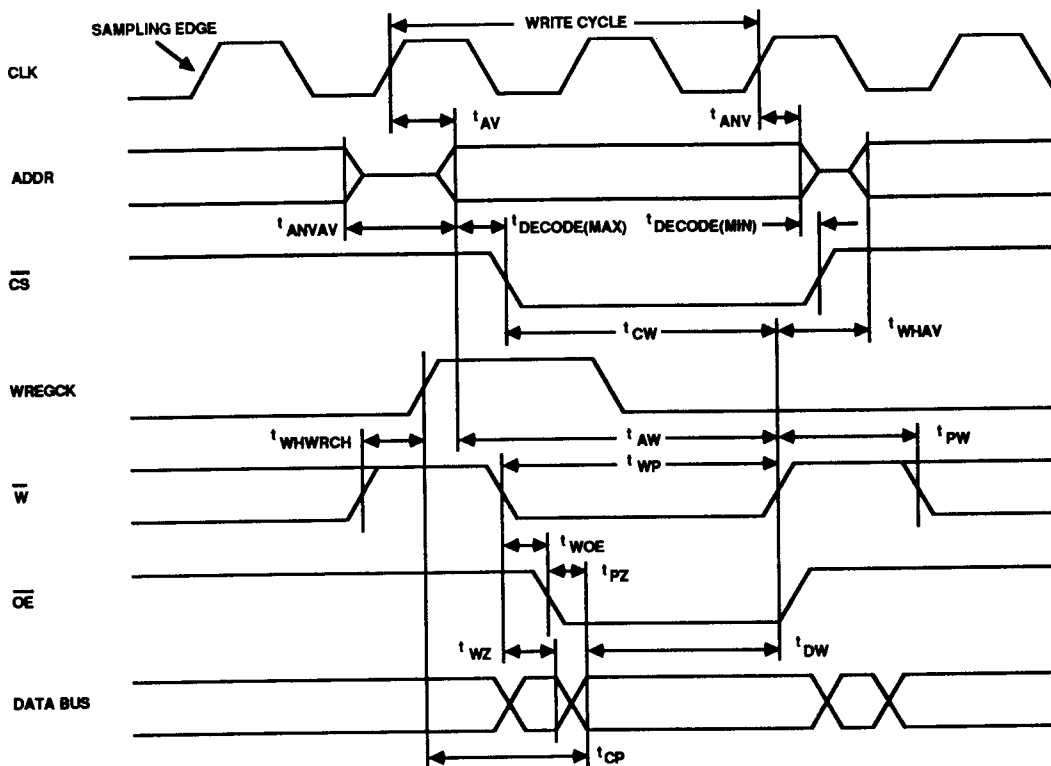 WRITE CYCLE
SAMPLING EDGE
CLK
t AV
t ANV
ADDR
t ANVAV
t DECODE(MAX)
t DECODE(MIN)
CS
t CW
t WHAV
WREGCK
t WHWRCH
t AW
t PW
t WP
W
t WOE
t PZ
OE
t WZ
t DW
DATA BUS
t CP